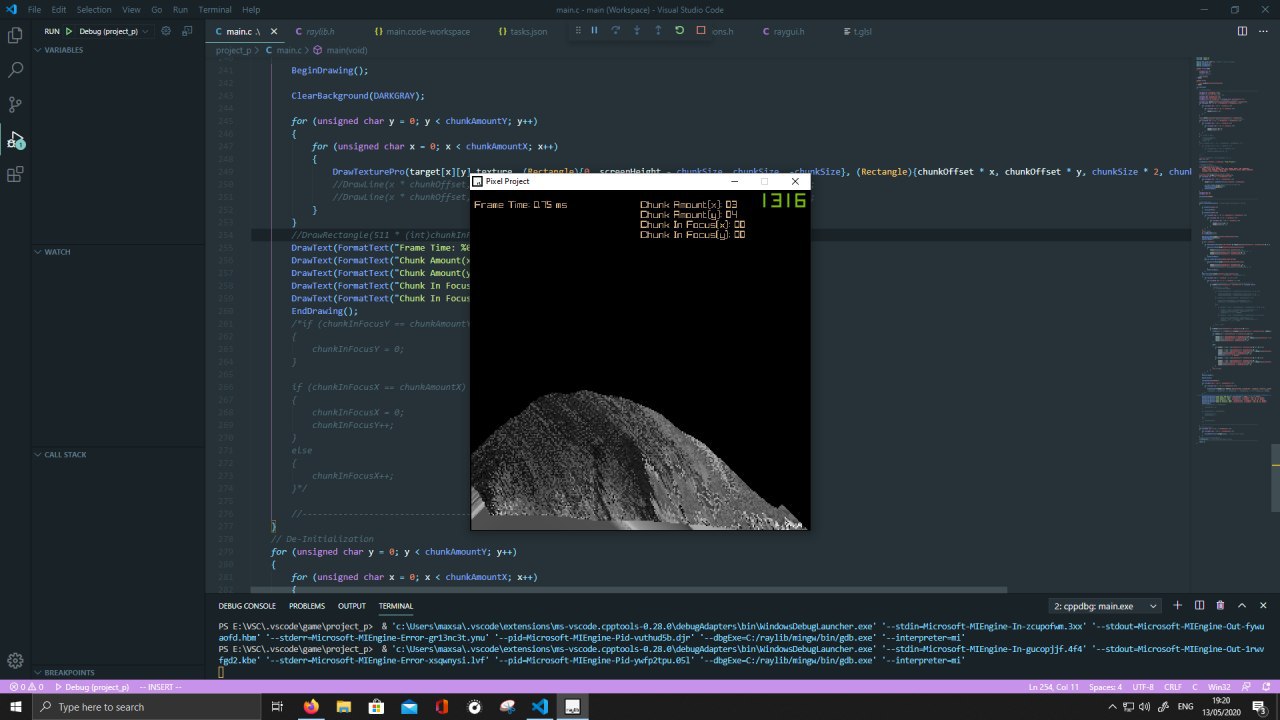 File Edit Selection View Go Run Terminal Help
main.c - main (Workspace) - Visual Studio Code
RUN Debug (project_p)
main.c .\ raylib.h main.code-workspace tasks.json ions.h raygui.h t.glsl
project_p > main.c > main(void)
VARIABLES
WATCH
CALL STACK
BREAKPOINTS
241 BeginDrawing();
242
243 ClearBackground(DARKGRAY);
244
245 for (unsigned char y = 0; y < chunkAmountY; y++)
246 {
247 for (unsigned char x = 0; x < chunkAmountX; x++)
248 {
249 DrawTexturePro(target[x][y].texture, (Rectangle){0, screenHeight - chunkSize, chunkSize, -chunkSize}, (Rectangle){chunkOffset * x, chunkOffset * y, chunkSize * 2, chun
250 //DrawLine(x * chunkOffset
251 //DrawLine(x * chunkOffset
252 }
253 }
254 //DrawRectangle(511 * (int)chunkInF
255 DrawText(FormatText("Frame Time: %
256 DrawText(FormatText("Chunk Amount(x
257 DrawText(FormatText("Chunk Amount(y
258 DrawText(FormatText("Chunk In Focus
259 DrawText(FormatText("Chunk In Focus
260 EndDrawing();
261 /*if (chunkInFocusY == chunkAmountY
262 {
263 chunkInFocusY = 0;
264 }
265
266 if (chunkInFocusX == chunkAmountX)
267 {
268 chunkInFocusX = 0;
269 chunkInFocusY++;
270 }
271 else
272 {
273 chunkInFocusX++;
274 }*/
275
276 //----------------------------------
277 }
278 // De-Initialization
279 for (unsigned char y = 0; y < chunkAmountY; y++)
280 {
281 for (unsigned char x = 0; x < chunkAmountX; x++)
282 {
Pixel Project
Frame Time: 0.75 ms
Chunk Amount(x): 03
Chunk Amount(y): 04
Chunk In Focus(x): 00
Chunk In Focus(y): 00
1316
DEBUG CONSOLE PROBLEMS OUTPUT TERMINAL
2: cppdbg: main.exe
PS E:\VSC\.vscode\game\project_p> & 'c:\Users\maxsa\.vscode\extensions\ms-vscode.cpptools-0.28.0\debugAdapters\bin\WindowsDebugLauncher.exe' '--stdin=Microsoft-MIEngine-In-zcupofwm.3xx' '--stdout=Microsoft-MIEngine-Out-fywu
aofd.hbm' '--stderr=Microsoft-MIEngine-Error-gr13nc3t.ynu' '--pid=Microsoft-MIEngine-Pid-vuthud5b.djr' '--dbgExe=C:/raylib/mingw/bin/gdb.exe' '--interpreter=mi'
PS E:\VSC\.vscode\game\project_p> & 'c:\Users\maxsa\.vscode\extensions\ms-vscode.cpptools-0.28.0\debugAdapters\bin\WindowsDebugLauncher.exe' '--stdin=Microsoft-MIEngine-In-gucopjjf.4f4' '--stdout=Microsoft-MIEngine-Out-1rwv
fgd2.kbe' '--stderr=Microsoft-MIEngine-Error-xsqwnysi.lvf' '--pid=Microsoft-MIEngine-Pid-ywfp2tpu.05l' '--dbgExe=C:/raylib/mingw/bin/gdb.exe' '--interpreter=mi'
0 0 Debug (project_p) -- INSERT --
Ln 254, Col 11 Spaces: 4 UTF-8 CRLF C Win32
Type here to search
raylib
ENG
19:20
13/05/2020